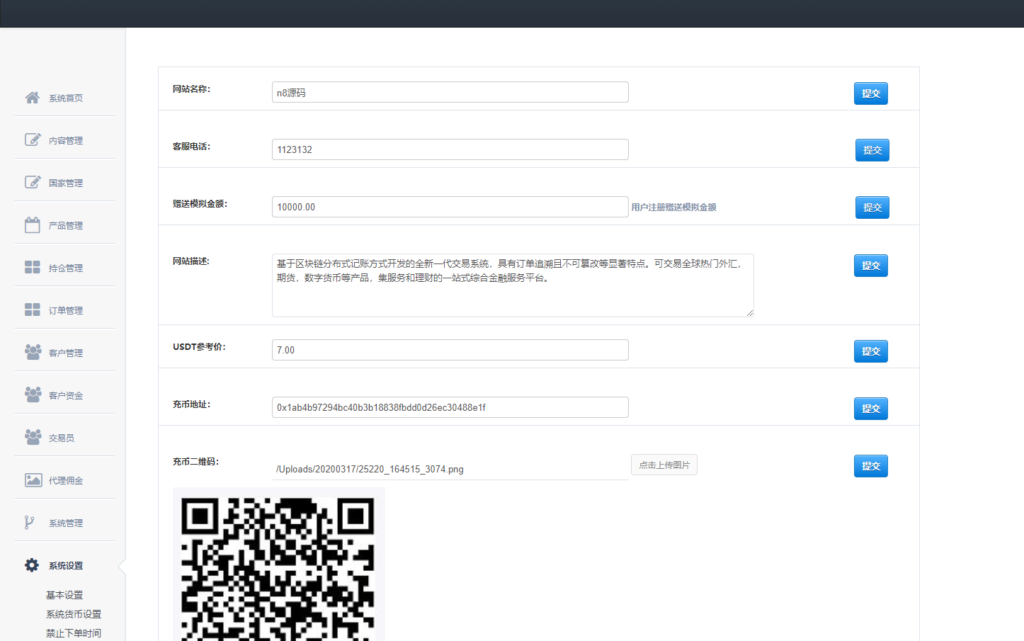 系统首页
内容管理
国家管理
产品管理
持仓管理
订单管理
客户管理
客户资金
交易员
代理佣金
系统管理
系统设置
基本设置
系统货币设置
禁止下单时间
网站名称: n8源码 提交
客服电话: 1123132 提交
赠送模拟金额: 10000.00 用户注册赠送模拟金额 提交
网站描述: 基于区块链分布式记账方式开发的全新一代交易系统，具有订单追溯且不可篡改等显著特点。可交易全球热门外汇， 提交
期货，数字货币等产品，集服务和理财的一站式综合金融服务平台。
USDT参考价: 7.00 提交
充币地址: 0x1ab4b97294bc40b3b18838fbdd0d26ec30488e1f 提交
充币二维码: /Uploads/20200317/25220_164515_3074.png 点击上传图片 提交